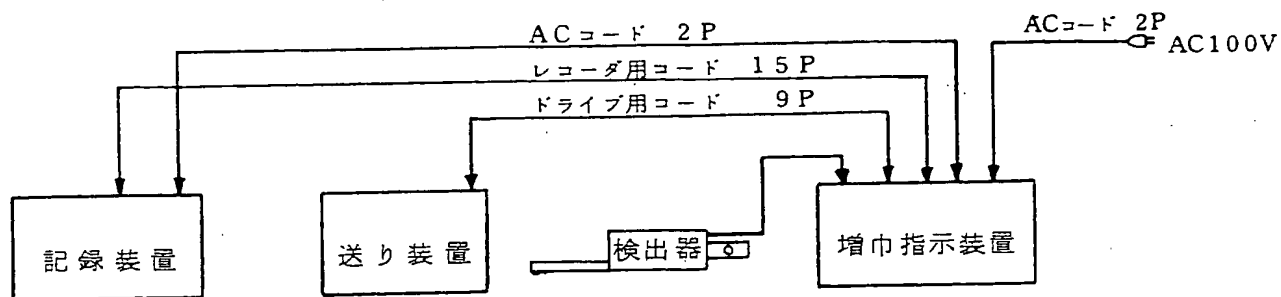 ACコード 2P
ACコード 2P
AC100V
レコーダ用コード 15P
ドライブ用コード 9P
記録装置
送り装置
検出器
増巾指示装置